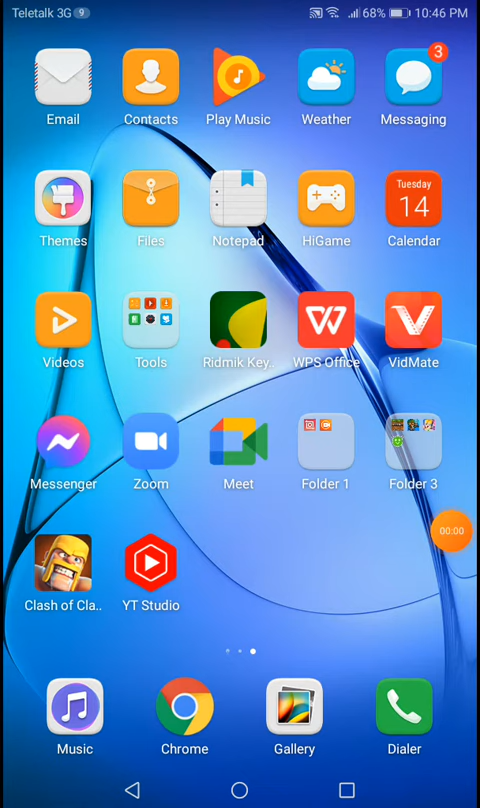 Teletalk 3G 9 68% 10:46 PM
3
Email Contacts Play Music Weather Messaging
Tuesday
14
Themes Files Notepad HiGame Calendar
Videos Tools Ridmik Key.. WPS Office VidMate
Messenger Zoom Meet Folder 1 Folder 3
00:00
Clash of Cla.. YT Studio
Music Chrome Gallery Dialer